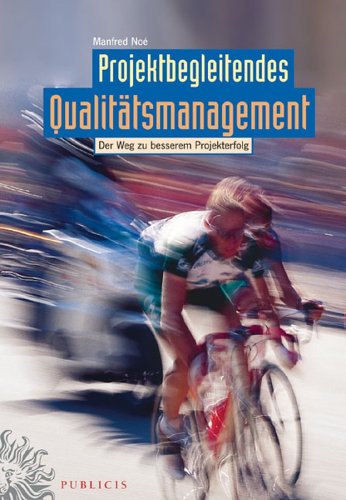 Manfred Noé
Projektbegleitendes
Qualitätsmanagement
Der Weg zu besserem Projekterfolg
PUBLICIS